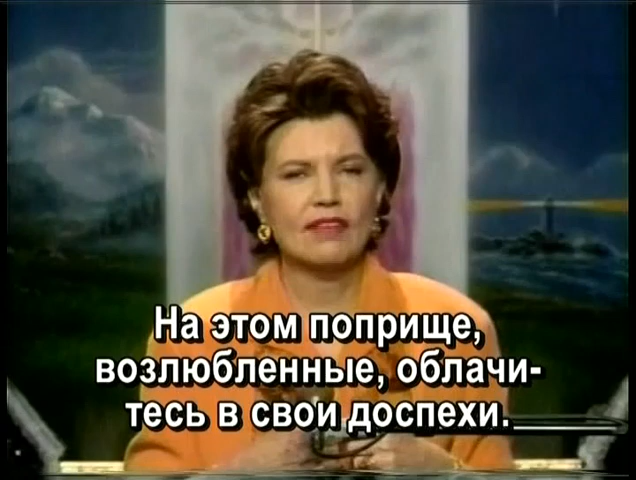 На этом поприще,
возлюбленные, облачи-
тесь в свои доспехи.